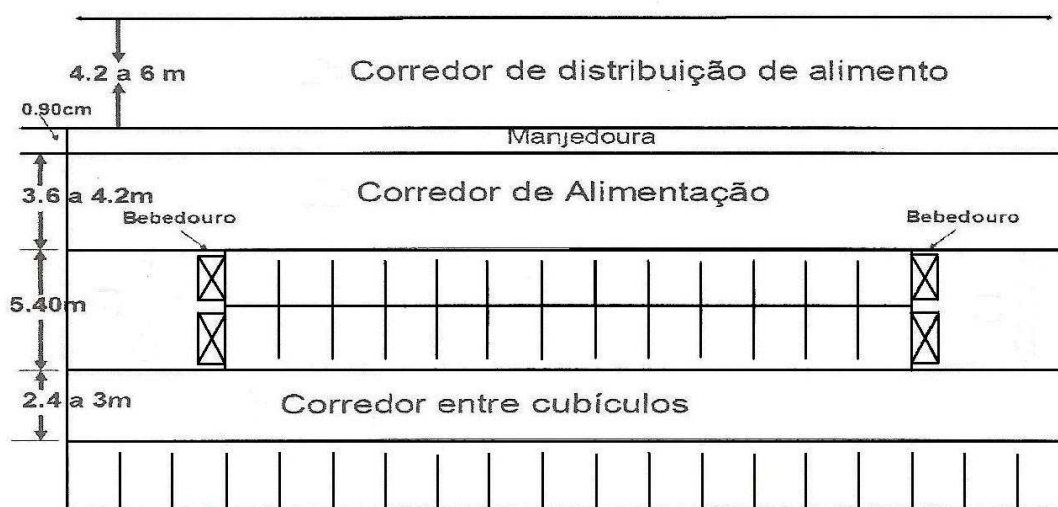 4.2 a 6 m
Corredor de distribuição de alimento
0.90cm
Manjedoura
3.6 a 4.2m
Corredor de Alimentação
Bebedouro
Bebedouro
5.40m
2.4 a 3m
Corredor entre cubículos